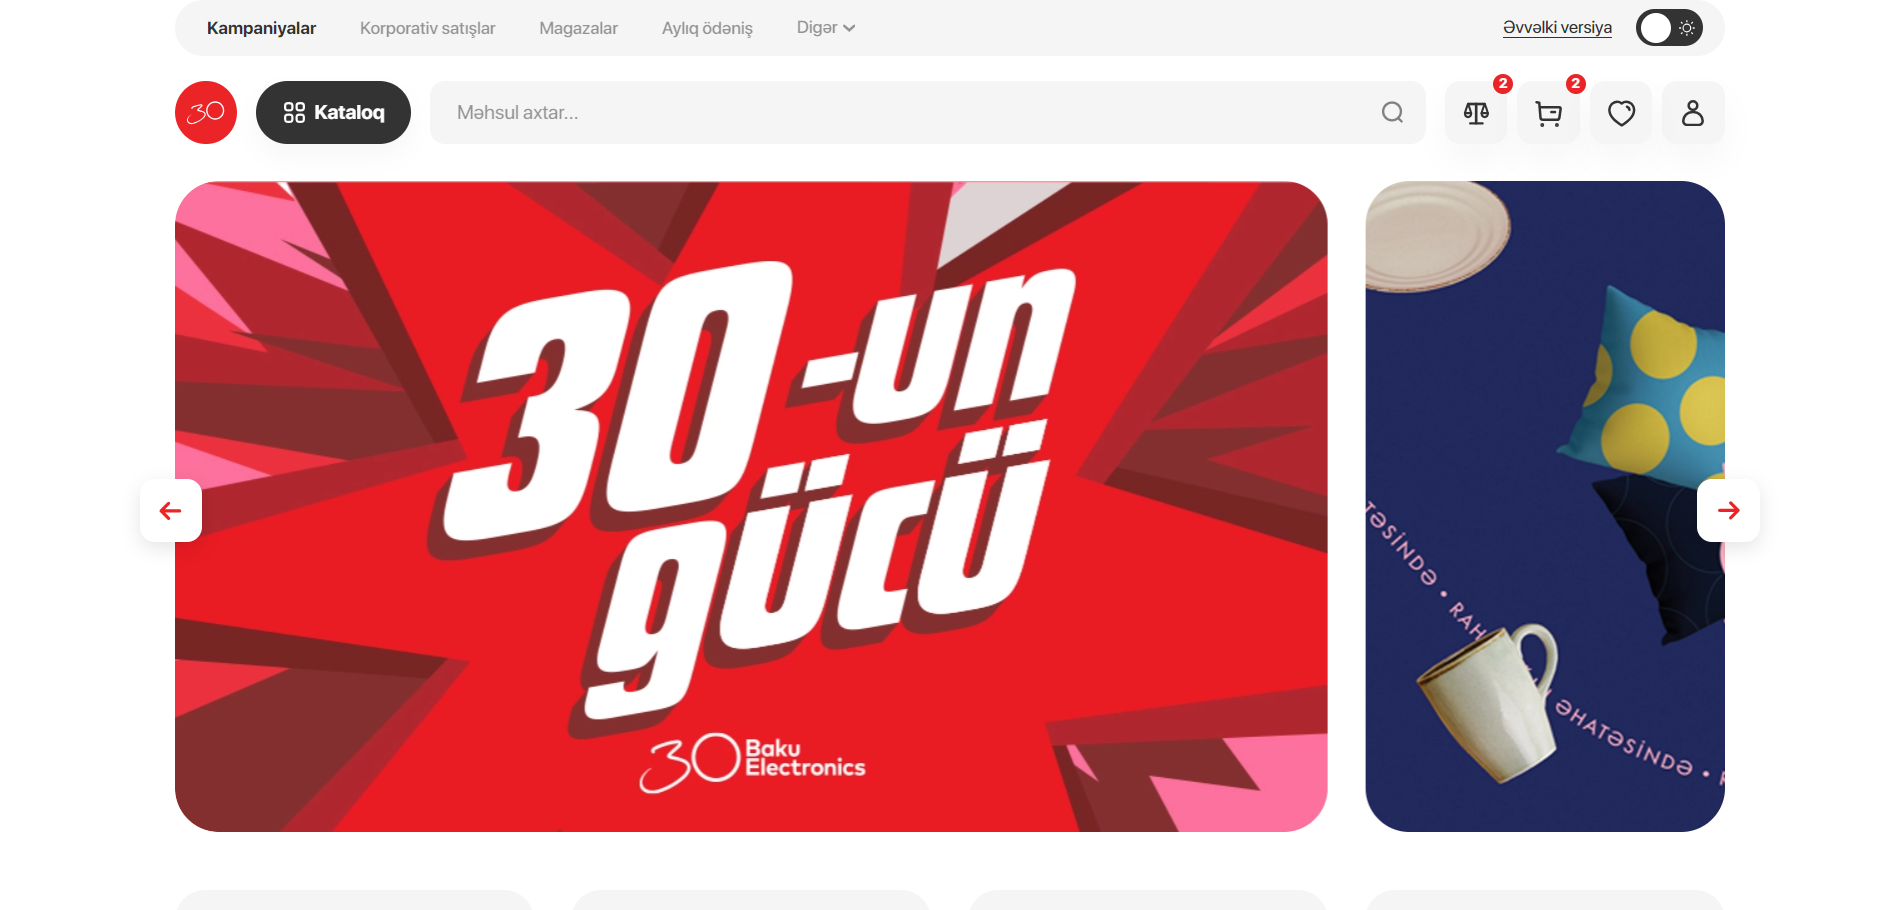 Kampaniyalar
Korporativ satışlar
Magazalar
Aylıq ödəniş
Digər
Əvvəlki versiya
30
Kataloq
Məhsul axtar...
2
2
30-un
gücü
30 Baku
Electronics
TƏSİNDƏ • RAH
ƏHATƏSİNDƏ •